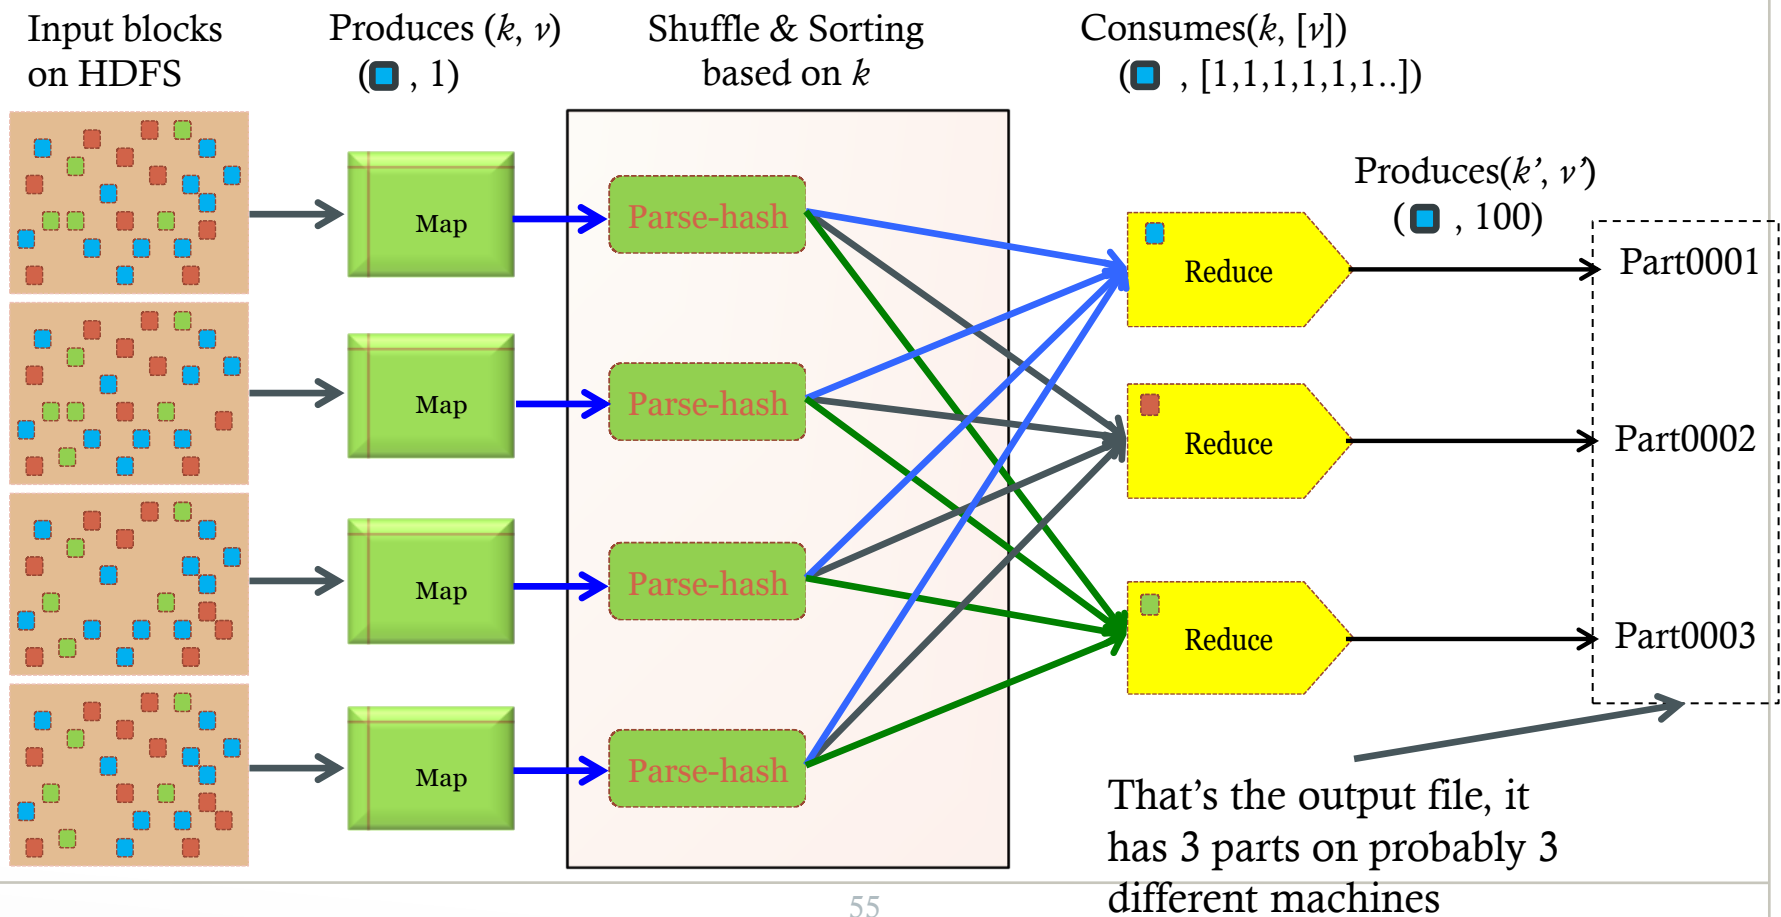 Input blocks
on HDFS
Produces (k, v)
( , 1)
Shuffle & Sorting
based on k
Consumes(k, [v])
( , [1,1,1,1,1,1..])
Produces(k’, v’)
( , 100)
Map
Parse-hash
Reduce
Part0001
Map
Parse-hash
Reduce
Part0002
Map
Parse-hash
Reduce
Part0003
Map
Parse-hash
That’s the output file, it
has 3 parts on probably 3
different machines
55